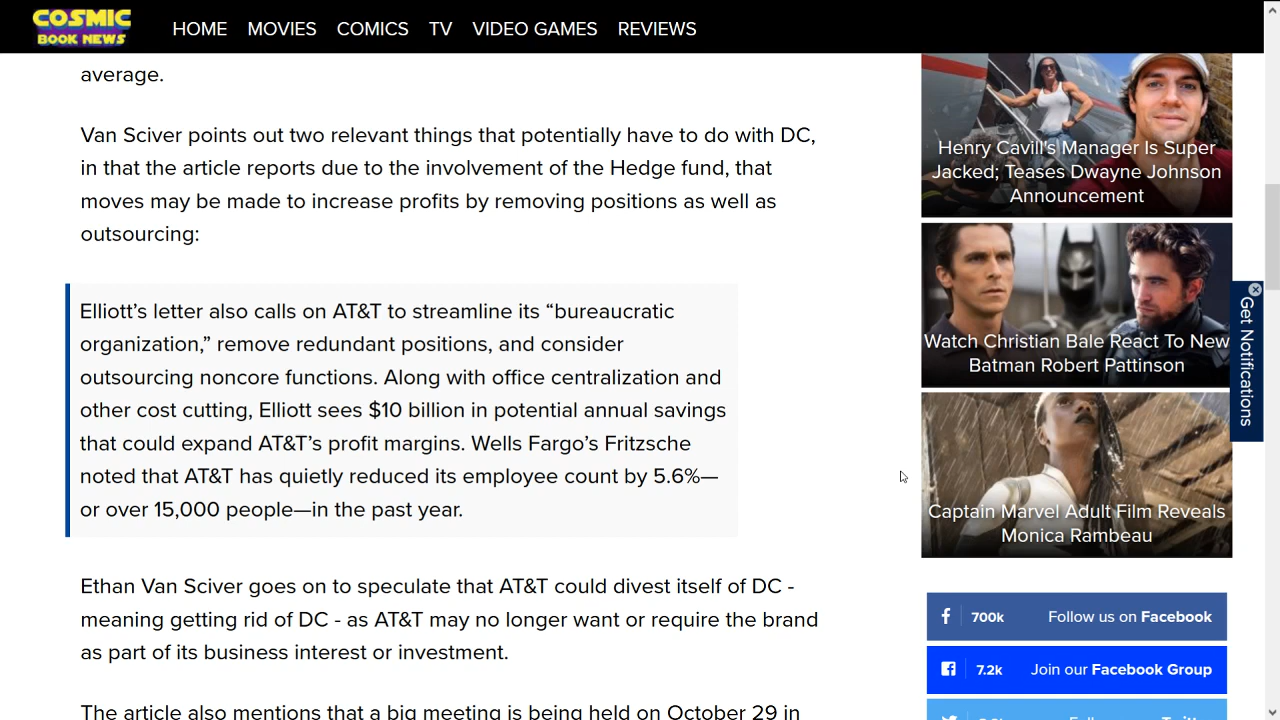 COSMIC
BOOK NEWS
HOME MOVIES COMICS TV VIDEO GAMES REVIEWS
average.
Van Sciver points out two relevant things that potentially have to do with DC,
in that the article reports due to the involvement of the Hedge fund, that
moves may be made to increase profits by removing positions as well as
outsourcing:
Elliott’s letter also calls on AT&T to streamline its “bureaucratic
organization,” remove redundant positions, and consider
outsourcing noncore functions. Along with office centralization and
other cost cutting, Elliott sees $10 billion in potential annual savings
that could expand AT&T’s profit margins. Wells Fargo’s Fritzsche
noted that AT&T has quietly reduced its employee count by 5.6%—
or over 15,000 people—in the past year.
Ethan Van Sciver goes on to speculate that AT&T could divest itself of DC -
meaning getting rid of DC - as AT&T may no longer want or require the brand
as part of its business interest or investment.
The article also mentions that a big meeting is being held on October 29 in
Henry Cavill's Manager Is Super
Jacked; Teases Dwayne Johnson
Announcement
Watch Christian Bale React To New
Batman Robert Pattinson
Captain Marvel Adult Film Reveals
Monica Rambeau
Get Notifications
700k Follow us on Facebook
7.2k Join our Facebook Group